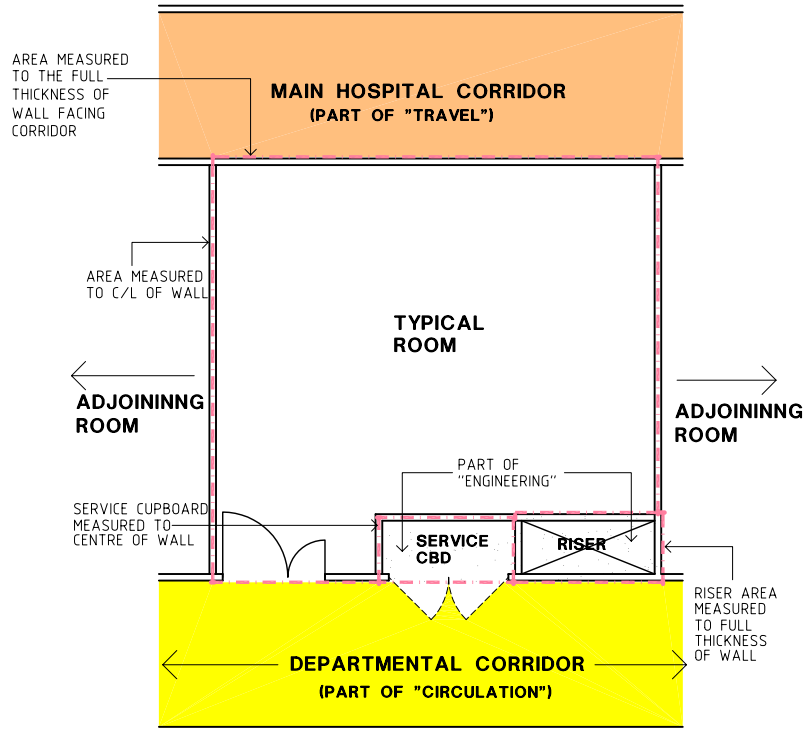 AREA MEASURED
TO THE FULL
THICKNESS OF
WALL FACING
CORRIDOR
MAIN HOSPITAL CORRIDOR
(PART OF "TRAVEL")
AREA MEASURED
TO C/L OF WALL
TYPICAL
ROOM
ADJOININNG
ROOM
ADJOININNG
ROOM
PART OF
"ENGINEERING"
SERVICE CUPBOARD
MEASURED TO
CENTRE OF WALL
SERVICE
CBD
RISER
RISER AREA
MEASURED
TO FULL
THICKNESS
OF WALL
DEPARTMENTAL CORRIDOR
(PART OF "CIRCULATION")